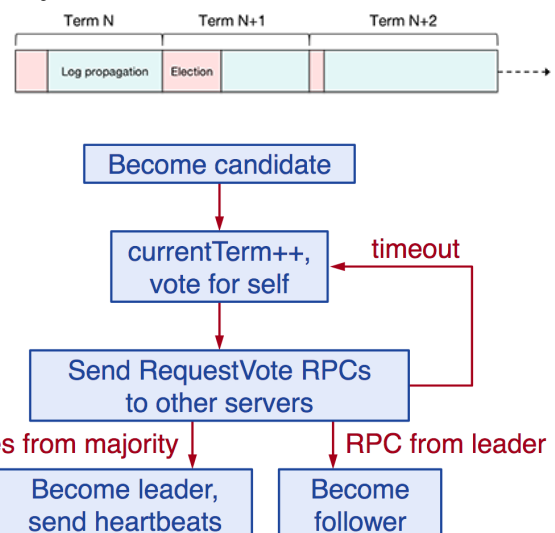 Term N
Term N+1
Term N+2
Log propagation
Election
Become candidate
currentTerm++,
vote for self
timeout
Send RequestVote RPCs
to other servers
from majority
RPC from leader
Become leader,
send heartbeats
Become
follower